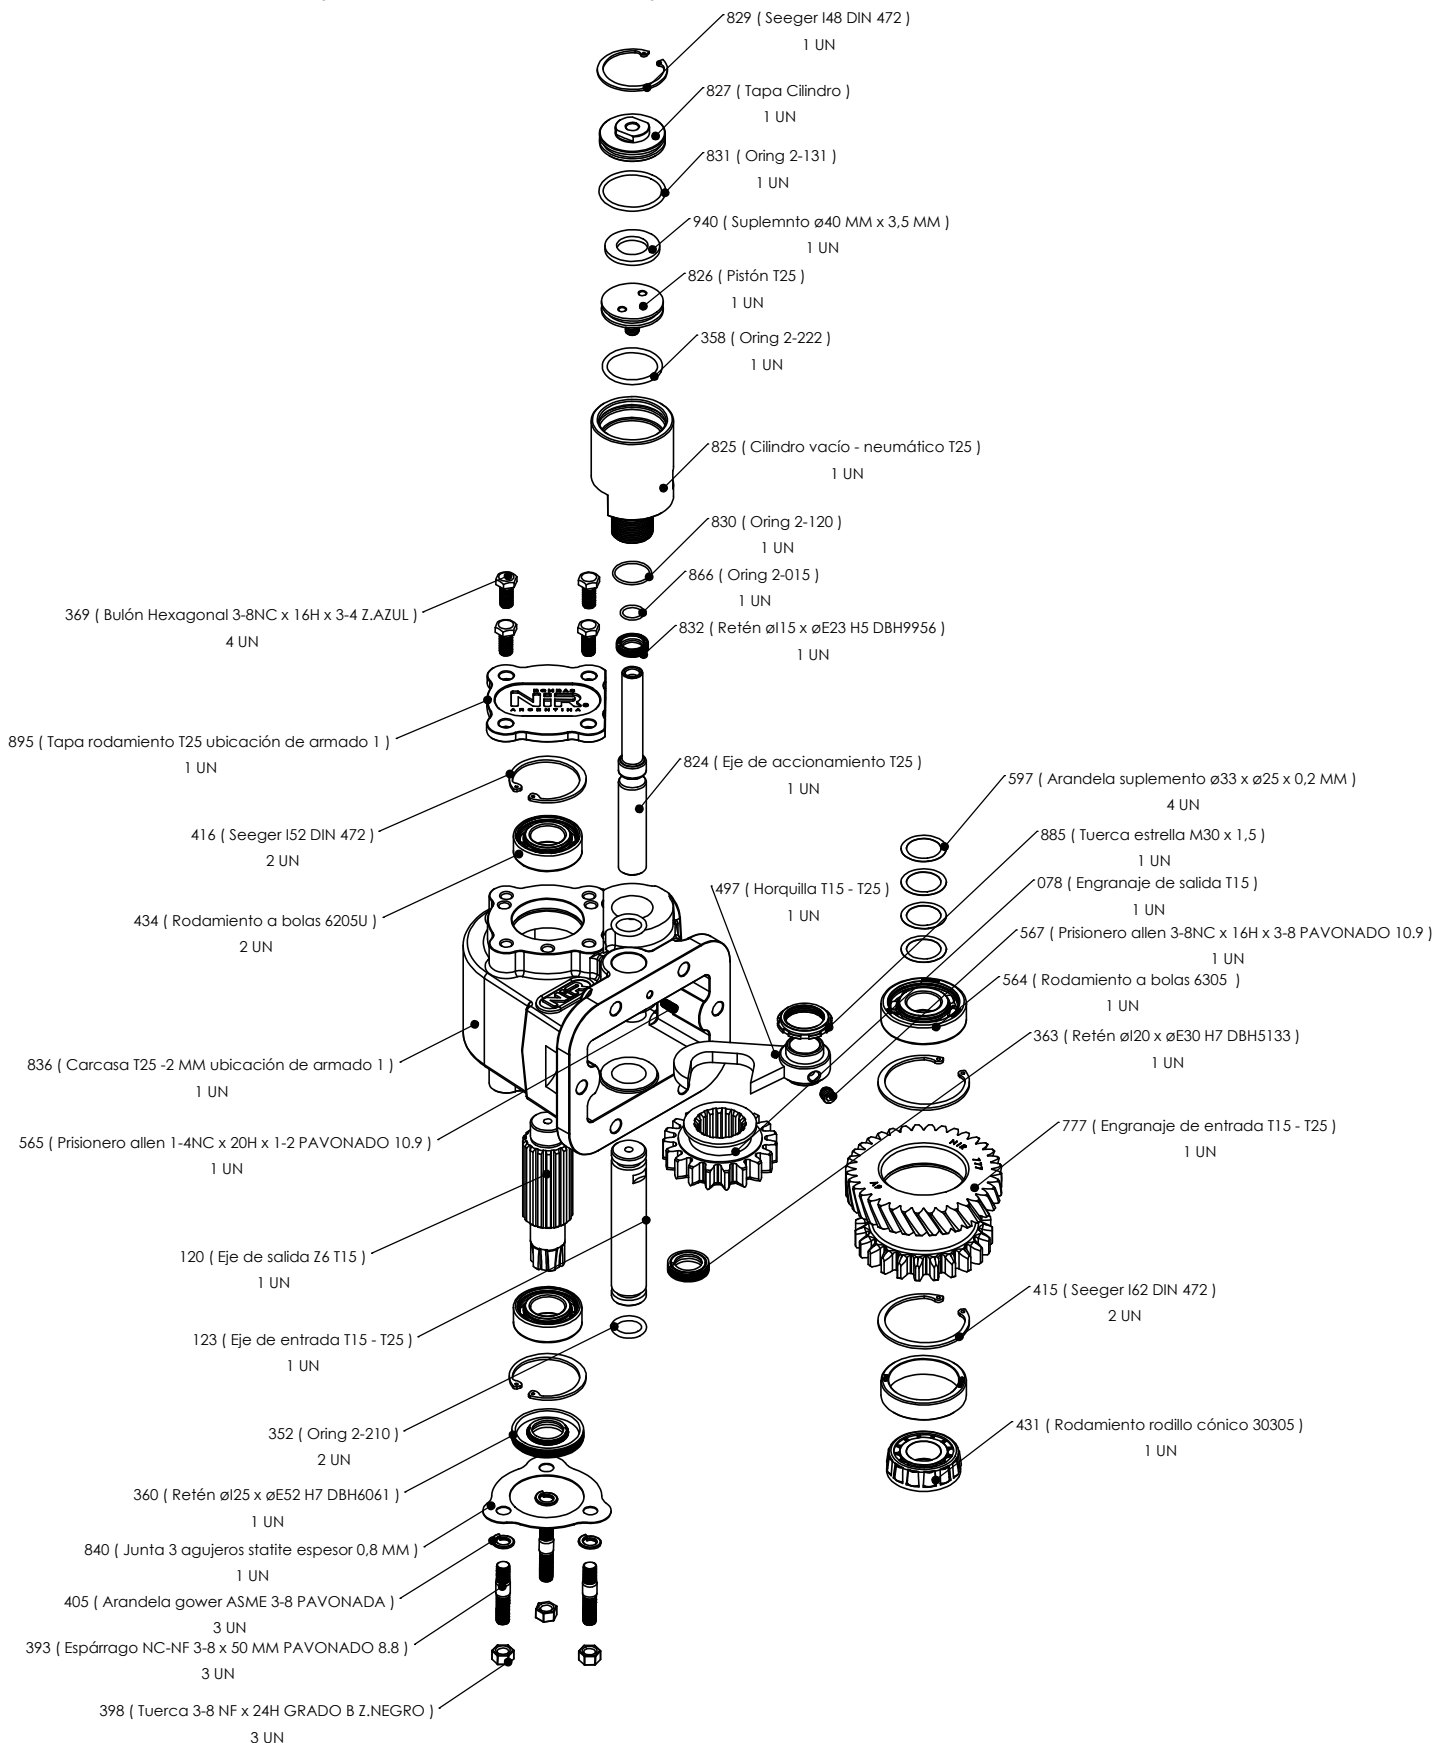 829 ( Seeger I48 DIN 472 )
1 UN
827 ( Tapa Cilindro )
1 UN
831 ( Oring 2-131 )
1 UN
940 ( Suplemnto ø40 MM x 3,5 MM )
1 UN
826 ( Pistón T25 )
1 UN
358 ( Oring 2-222 )
1 UN
825 ( Cilindro vacío - neumático T25 )
1 UN
830 ( Oring 2-120 )
1 UN
866 ( Oring 2-015 )
1 UN
832 ( Retén øI15 x øE23 H5 DBH9956 )
1 UN
369 ( Bulón Hexagonal 3-8NC x 16H x 3-4 Z.AZUL )
4 UN
BOMBAS
NIR
ARGENTINA
895 ( Tapa rodamiento T25 ubicación de armado 1 )
1 UN
824 ( Eje de accionamiento T25 )
1 UN
416 ( Seeger I52 DIN 472 )
2 UN
434 ( Rodamiento a bolas 6205U )
2 UN
597 ( Arandela suplemento ø33 x ø25 x 0,2 MM )
4 UN
885 ( Tuerca estrella M30 x 1,5 )
1 UN
078 ( Engranaje de salida T15 )
1 UN
497 ( Horquilla T15 - T25 )
1 UN
567 ( Prisionero allen 3-8NC x 16H x 3-8 PAVONADO 10.9 )
1 UN
564 ( Rodamiento a bolas 6305 )
1 UN
363 ( Retén øI20 x øE30 H7 DBH5133 )
1 UN
NIR
836 ( Carcasa T25 -2 MM ubicación de armado 1 )
1 UN
565 ( Prisionero allen 1-4NC x 20H x 1-2 PAVONADO 10.9 )
1 UN
777 ( Engranaje de entrada T15 - T25 )
1 UN
NIR 777
120 ( Eje de salida Z6 T15 )
1 UN
415 ( Seeger I62 DIN 472 )
2 UN
123 ( Eje de entrada T15 - T25 )
1 UN
352 ( Oring 2-210 )
2 UN
431 ( Rodamiento rodillo cónico 30305 )
1 UN
360 ( Retén øI25 x øE52 H7 DBH6061 )
1 UN
840 ( Junta 3 agujeros statite espesor 0,8 MM )
1 UN
405 ( Arandela gower ASME 3-8 PAVONADA )
3 UN
393 ( Espárrago NC-NF 3-8 x 50 MM PAVONADO 8.8 )
3 UN
398 ( Tuerca 3-8 NF x 24H GRADO B Z.NEGRO )
3 UN